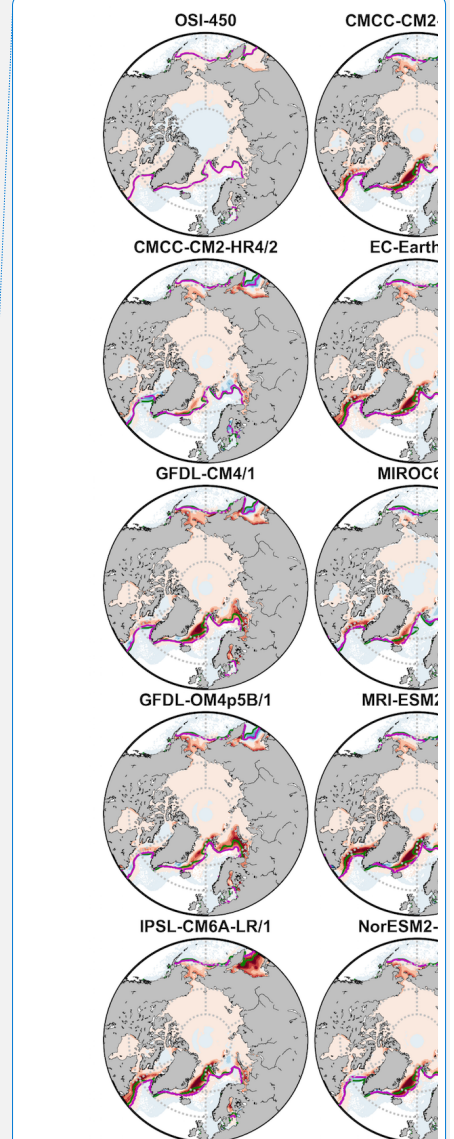 OSI-450
CMCC-CM2-
CMCC-CM2-HR4/2
EC-Earth
GFDL-CM4/1
MIROC6
GFDL-OM4p5B/1
MRI-ESM2
IPSL-CM6A-LR/1
NorESM2-